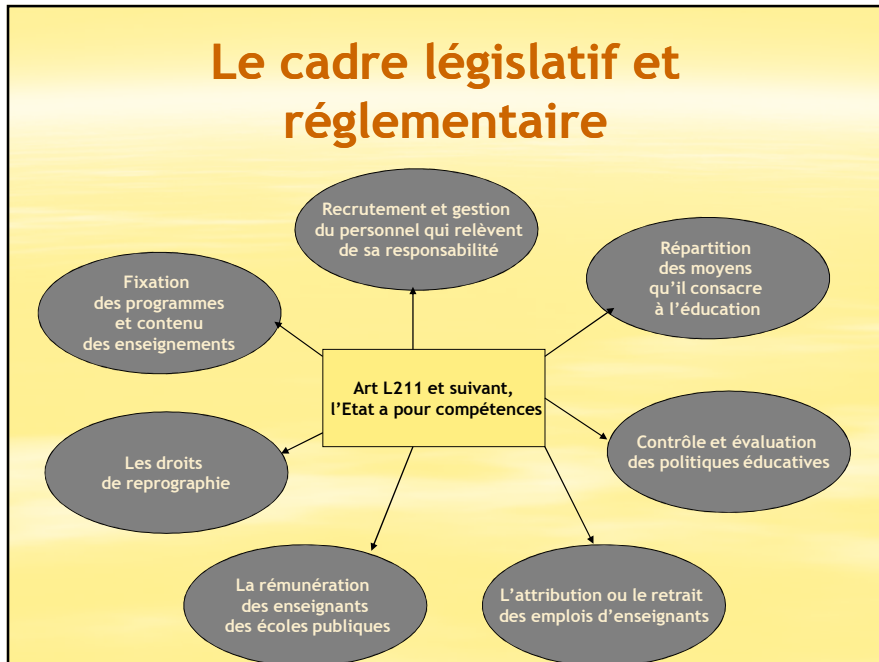 Le cadre législatif et
réglementaire
Recrutement et gestion
du personnel qui relèvent
de sa responsabilité
Répartition
des moyens
qu'il consacre
à l'éducation
Fixation
des programmes
et contenu
des enseignements
Art L211 et suivant,
l'Etat a pour compétences
Contrôle et évaluation
des politiques éducatives
Les droits
de reprographie
La rémunération
des enseignants
des écoles publiques
L'attribution ou le retrait
des emplois d'enseignants